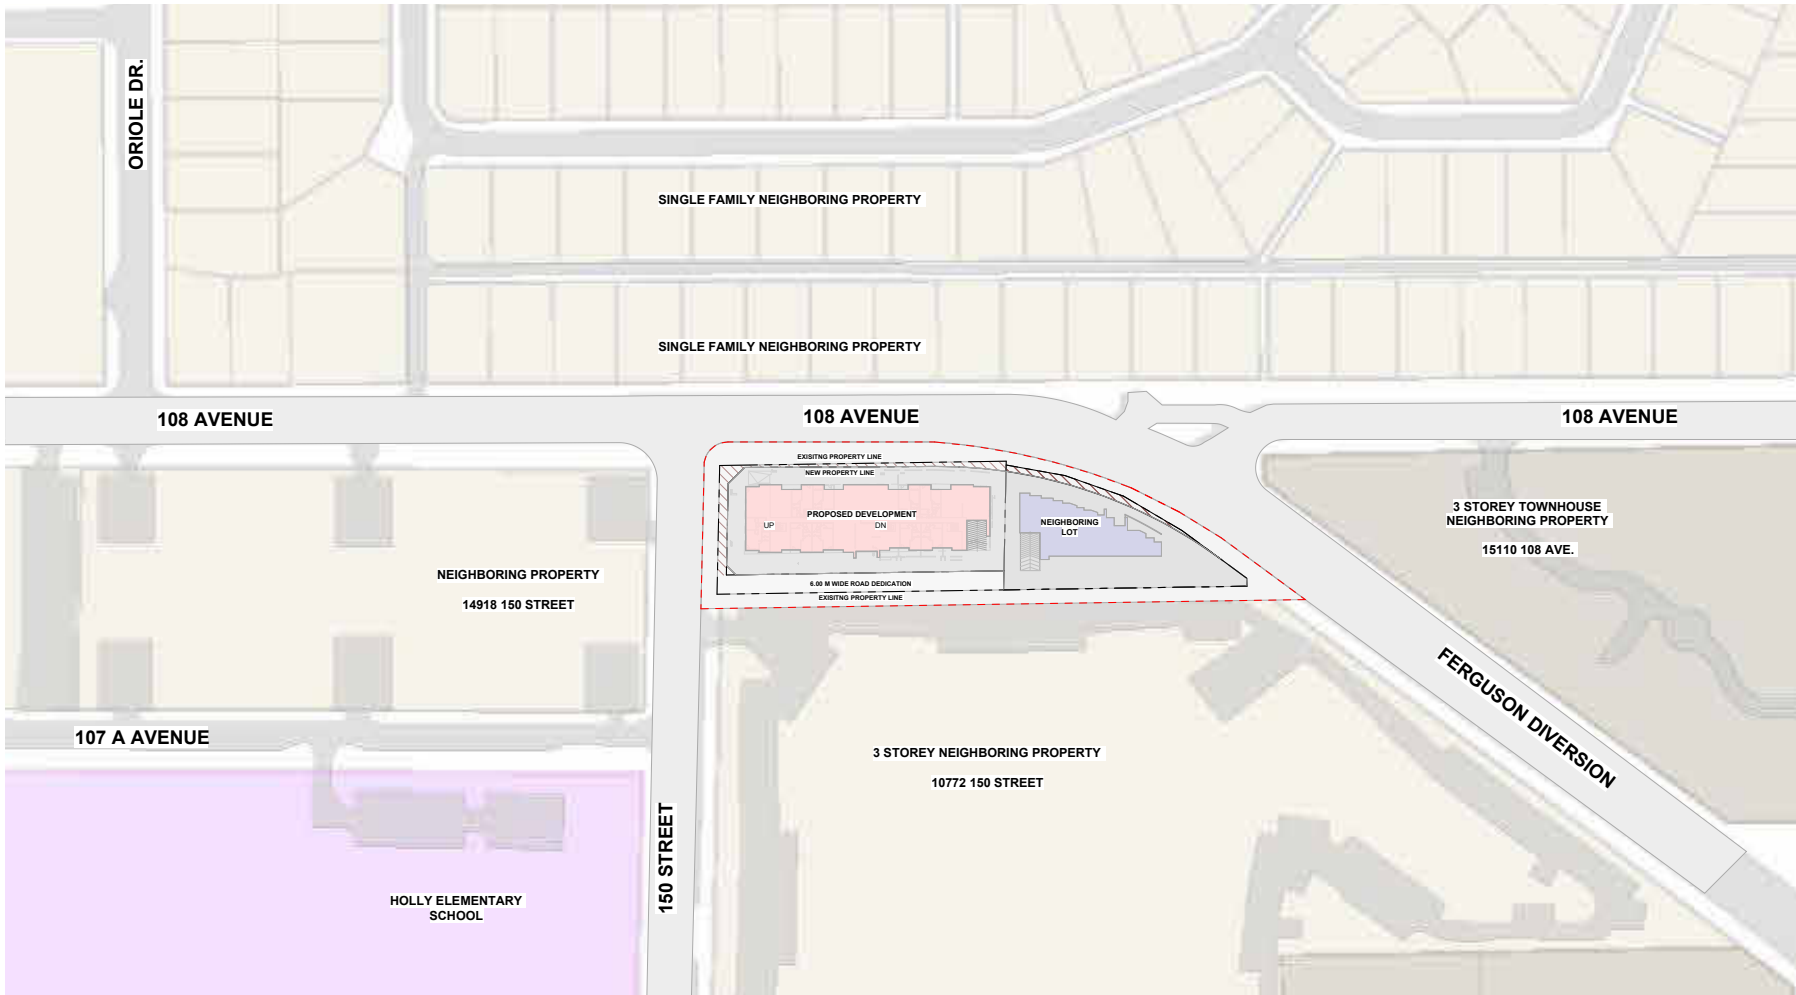 ORIOLE DR.
SINGLE FAMILY NEIGHBORING PROPERTY
SINGLE FAMILY NEIGHBORING PROPERTY
108 AVENUE
108 AVENUE
108 AVENUE
EXISITNG PROPERTY LINE
NEW PROPERTY LINE
PROPOSED DEVELOPMENT
UP
DN
NEIGHBORING
LOT
3 STOREY TOWNHOUSE
NEIGHBORING PROPERTY
15110 108 AVE.
6.00 M WIDE ROAD DEDICATION
EXISITNG PROPERTY LINE
NEIGHBORING PROPERTY
14918 150 STREET
FERGUSON DIVERSION
107 A AVENUE
3 STOREY NEIGHBORING PROPERTY
10772 150 STREET
150 STREET
HOLLY ELEMENTARY
SCHOOL